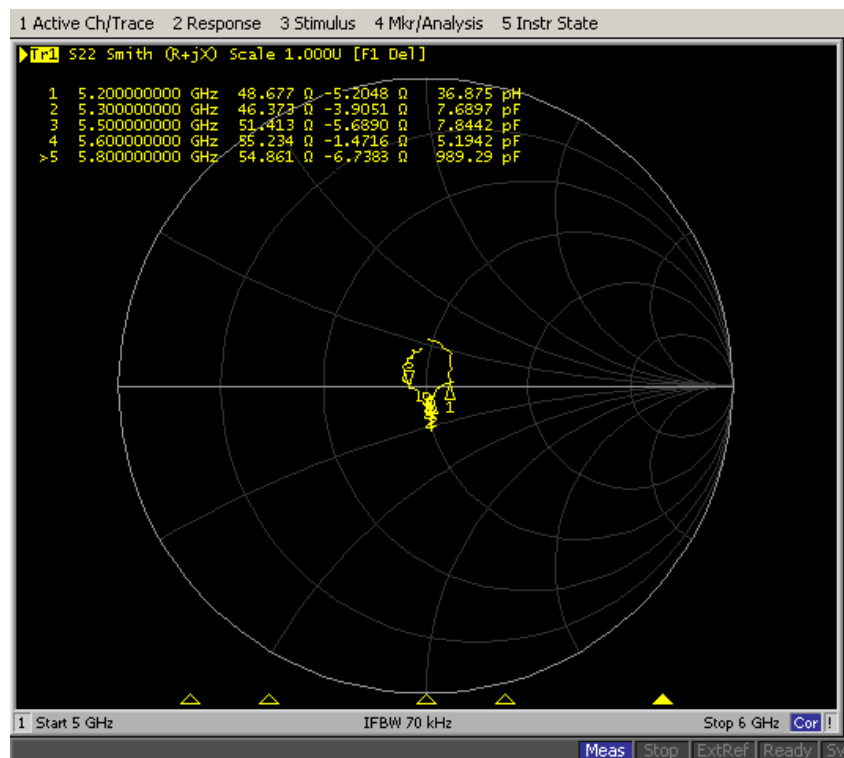 1 Active Ch/Trace 2 Response 3 Stimulus 4 Mkr/Analysis 5 Instr State
Tr1 S22 Smith (R+jX) Scale 1.000U [F1 Del]
1 5.200000000 GHz 48.677 Ω -5.2048 Ω 36.875 pH
2 5.300000000 GHz 46.373 Ω -3.9051 Ω 7.6897 pF
3 5.500000000 GHz 51.413 Ω -5.6890 Ω 7.8442 pF
4 5.600000000 GHz 55.234 Ω -1.4716 Ω 5.1942 pF
>5 5.800000000 GHz 54.861 Ω -6.7383 Ω 989.29 pF
1
1 Start 5 GHz IFBW 70 kHz Stop 6 GHz Cor !
Meas Stop ExtRef Ready